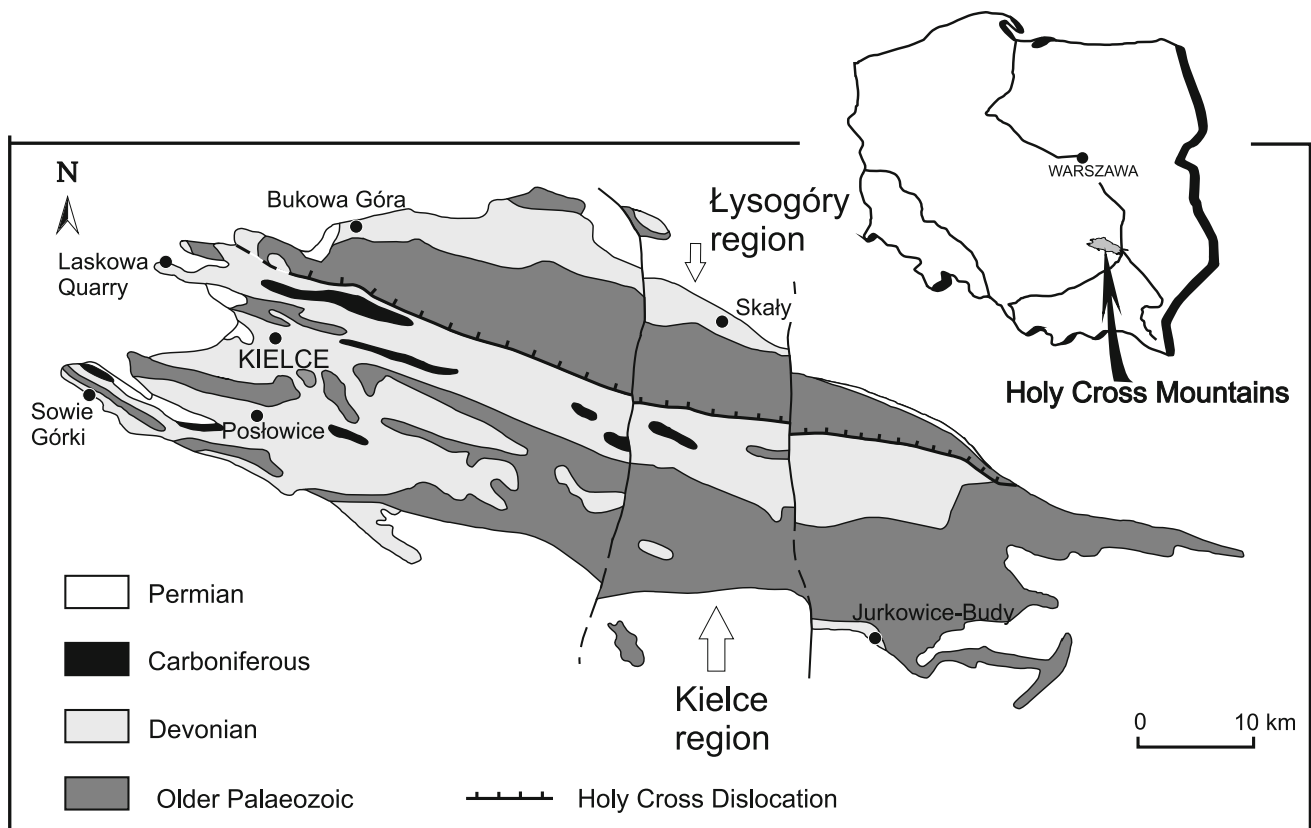 WARSZAWA
Holy Cross Mountains
N
Bukowa Góra
Łysogóry
region
Laskowa
Quarry
Skały
KIELCE
Sowie
Górki
Posłowice
Jurkowice-Budy
Kielce
region
Permian
Carboniferous
Devonian
Older Palaeozoic
Holy Cross Dislocation
0 10 km